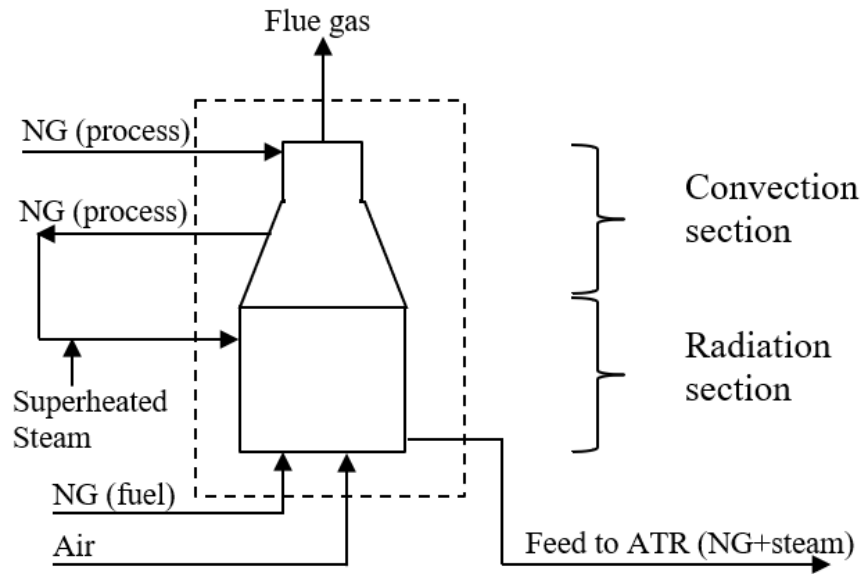 Flue gas
NG (process)
Convection
section
NG (process)
Radiation
section
Superheated
Steam
NG (fuel)
Air
Feed to ATR (NG+steam)